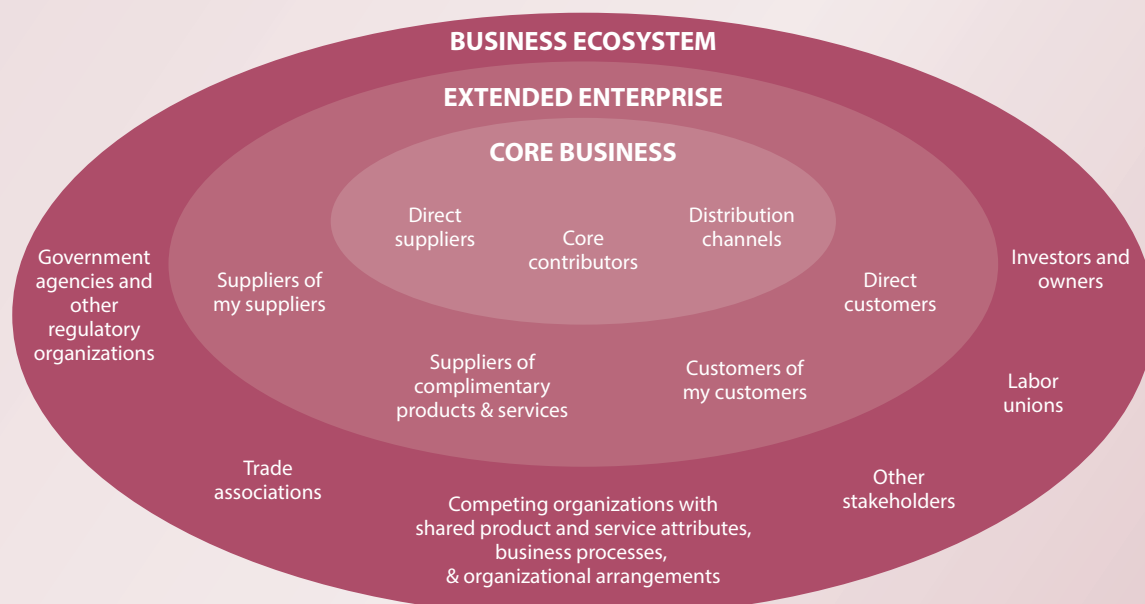 BUSINESS ECOSYSTEM
EXTENDED ENTERPRISE
CORE BUSINESS
Direct
suppliers
Core
contributors
Distribution
channels
Government
agencies and
other
regulatory
organizations
Suppliers of
my suppliers
Direct
customers
Investors and
owners
Suppliers of
complimentary
products & services
Customers of
my customers
Labor
unions
Trade
associations
Competing organizations with
shared product and service attributes,
business processes,
& organizational arrangements
Other
stakeholders